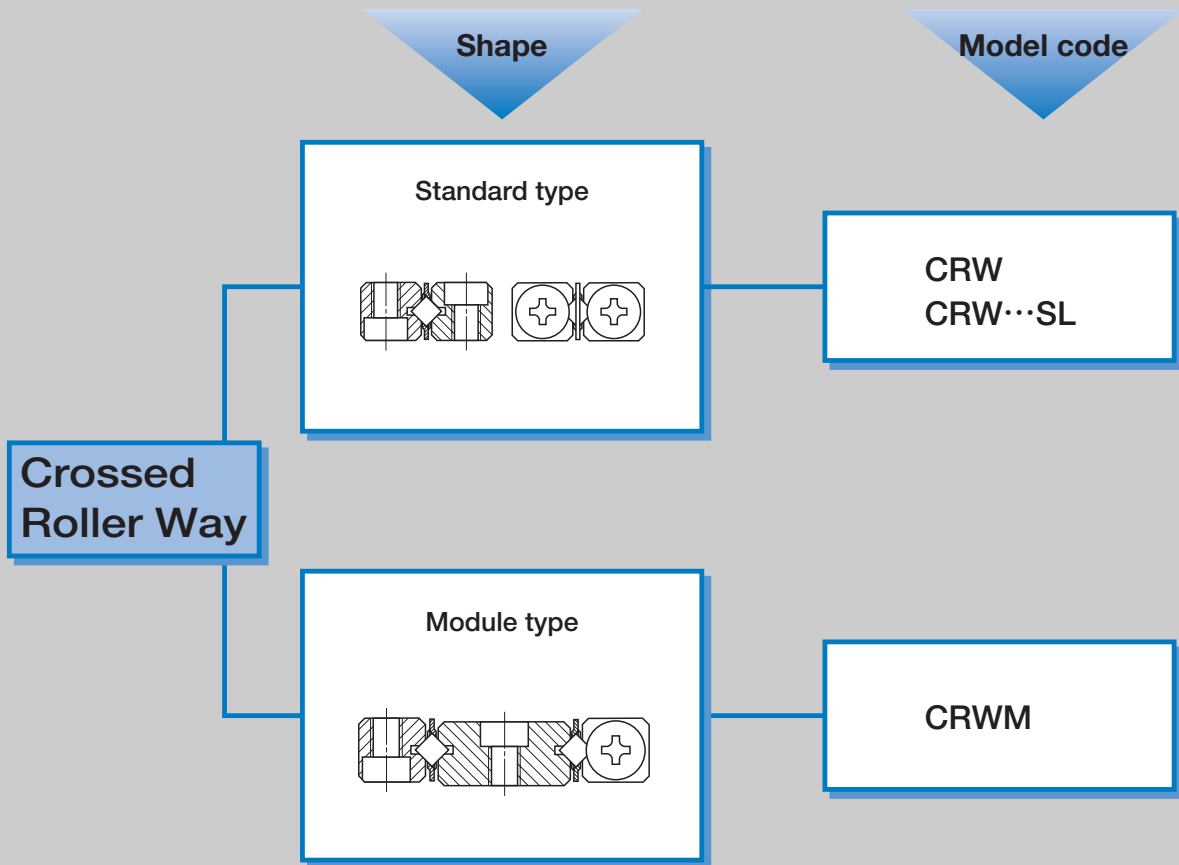 Shape
Model code
Standard type
CRW
CRW···SL
Crossed
Roller Way
Module type
CRWM